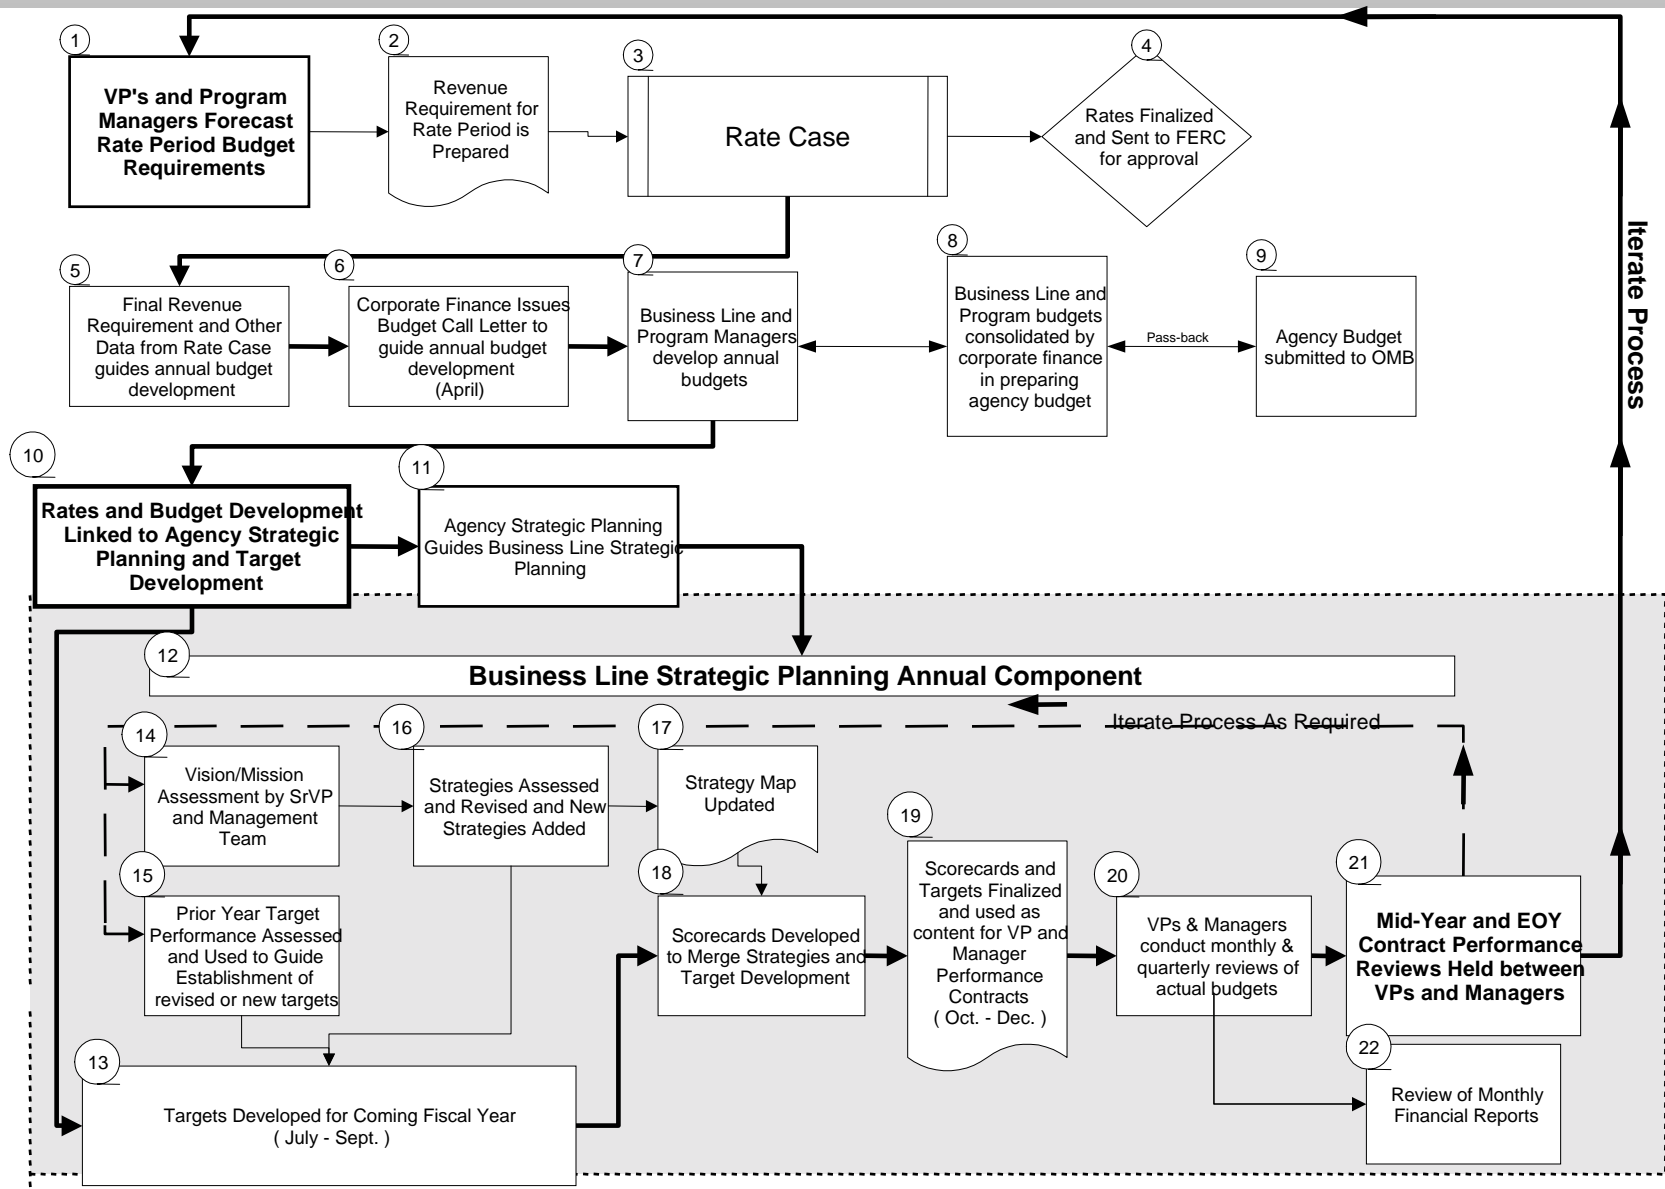 1
VP's and Program
Managers Forecast
Rate Period Budget
Requirements
2
Revenue
Requirement for
Rate Period is
Prepared
3
Rate Case
4
Rates Finalized
and Sent to FERC
for approval
Iterate Process
5
Final Revenue
Requirement and Other
Data from Rate Case
guides annual budget
development
6
Corporate Finance Issues
Budget Call Letter to
guide annual budget
development
(April)
7
Business Line and
Program Managers
develop annual
budgets
8
Business Line and
Program budgets
consolidated by
corporate finance
in preparing
agency budget
Pass-back
9
Agency Budget
submitted to OMB
10
Rates and Budget Development
Linked to Agency Strategic
Planning and Target
Development
11
Agency Strategic Planning
Guides Business Line Strategic
Planning
12
Business Line Strategic Planning Annual Component
Iterate Process As Required
14
Vision/Mission
Assessment by SrVP
and Management
Team
16
Strategies Assessed
and Revised and New
Strategies Added
17
Strategy Map
Updated
15
Prior Year Target
Performance Assessed
and Used to Guide
Establishment of
revised or new targets
18
Scorecards Developed
to Merge Strategies and
Target Development
19
Scorecards and
Targets Finalized
and used as
content for VP and
Manager
Performance
Contracts
( Oct. - Dec. )
20
VPs & Managers
conduct monthly &
quarterly reviews of
actual budgets
21
Mid-Year and EOY
Contract Performance
Reviews Held between
VPs and Managers
13
Targets Developed for Coming Fiscal Year
( July - Sept. )
22
Review of Monthly
Financial Reports